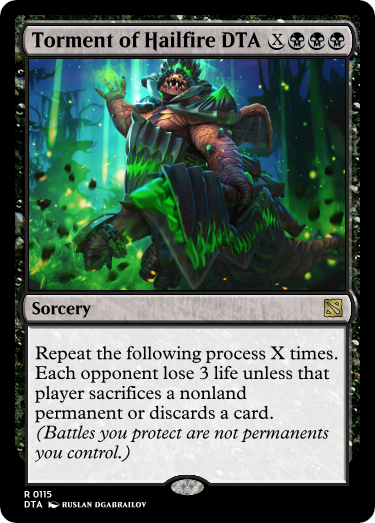 Torment of Hailfire DTA X
Sorcery
Repeat the following process X times.
Each opponent lose 3 life unless that
player sacrifices a nonland
permanent or discards a card.
(Battles you protect are not permanents
you control.)
R 0115
DTA RUSLAN DGABRAILOV